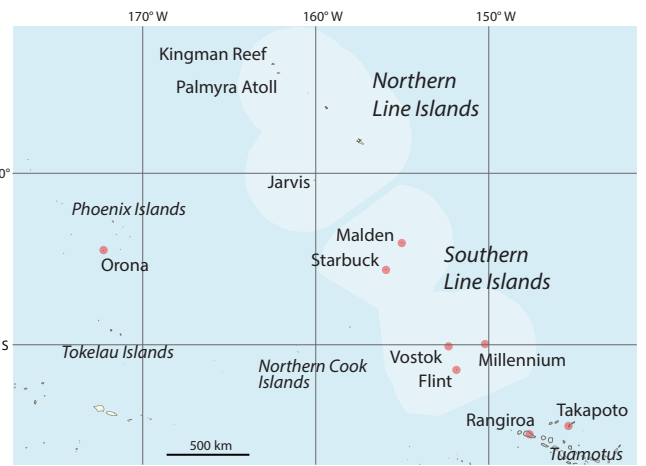 170° W
160° W
150° W
Kingman Reef
Palmyra Atoll
Northern
Line Islands
0°
Jarvis
Phoenix Islands
Orona
Malden
Starbuck
Southern
Line Islands
S
Tokelau Islands
Northern Cook
Islands
Vostok
Millennium
Flint
Rangiroa
Takapoto
500 km
Tuamotus